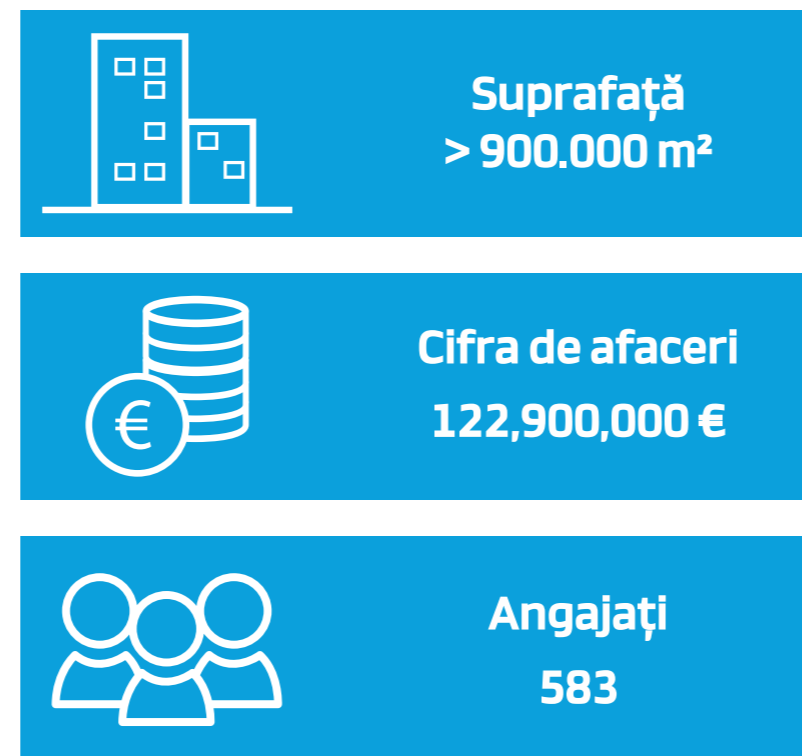 Suprafață
> 900.000 m²
€
Cifra de afaceri
122,900,000 €
Angajați
583